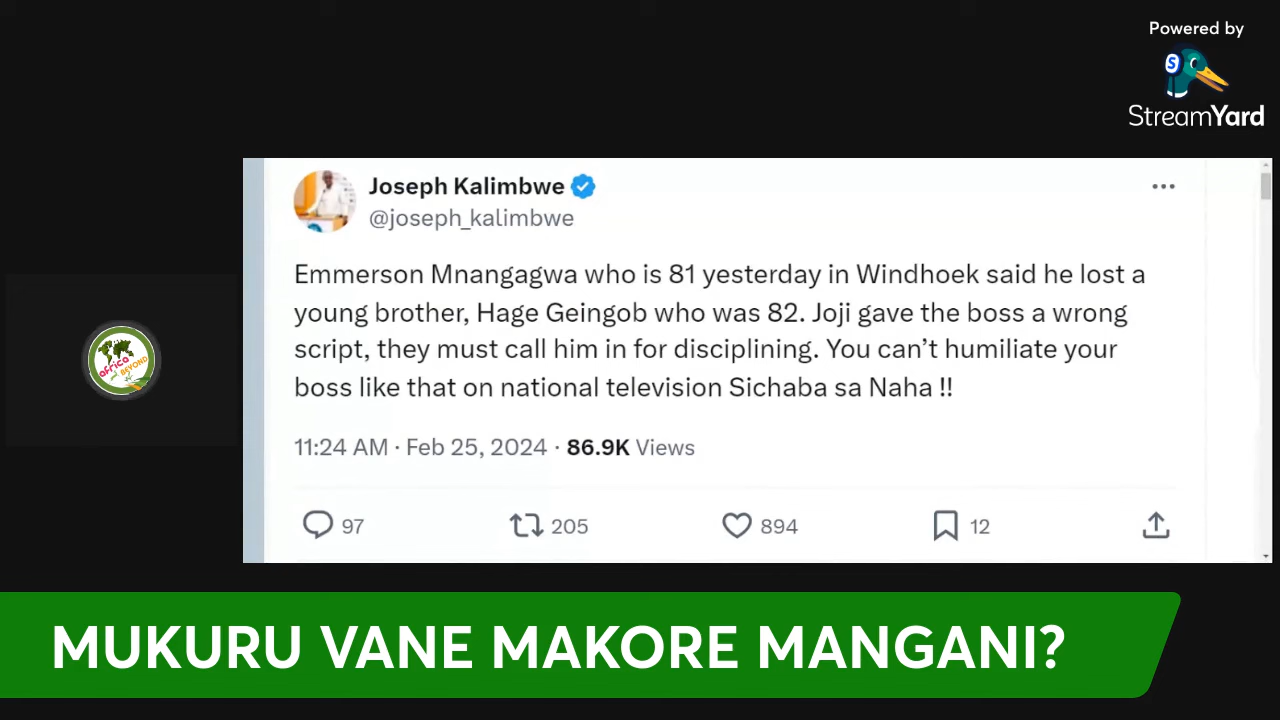 Powered by
S
StreamYard
Joseph Kalimbwe
@joseph_kalimbwe
Emmerson Mnangagwa who is 81 yesterday in Windhoek said he lost a
young brother, Hage Geingob who was 82. Joji gave the boss a wrong
script, they must call him in for disciplining. You can’t humiliate your
boss like that on national television Sichaba sa Naha !!
11:24 AM · Feb 25, 2024 · 86.9K Views
97 205 894 12
AFRICA
BEYOND
MUKURU VANE MAKORE MANGANI?